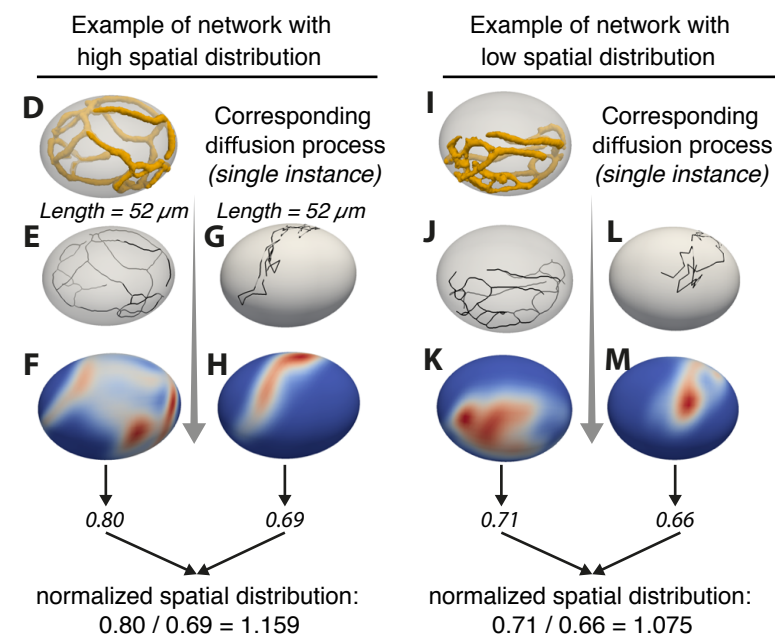 Example of network with
high spatial distribution
D
Corresponding
diffusion process
(single instance)
Length = 52 µm
Length = 52 µm
E
G
F
H
0.80
0.69
normalized spatial distribution:
0.80 / 0.69 = 1.159
Example of network with
low spatial distribution
I
Corresponding
diffusion process
(single instance)
J
L
K
M
0.71
0.66
normalized spatial distribution:
0.71 / 0.66 = 1.075